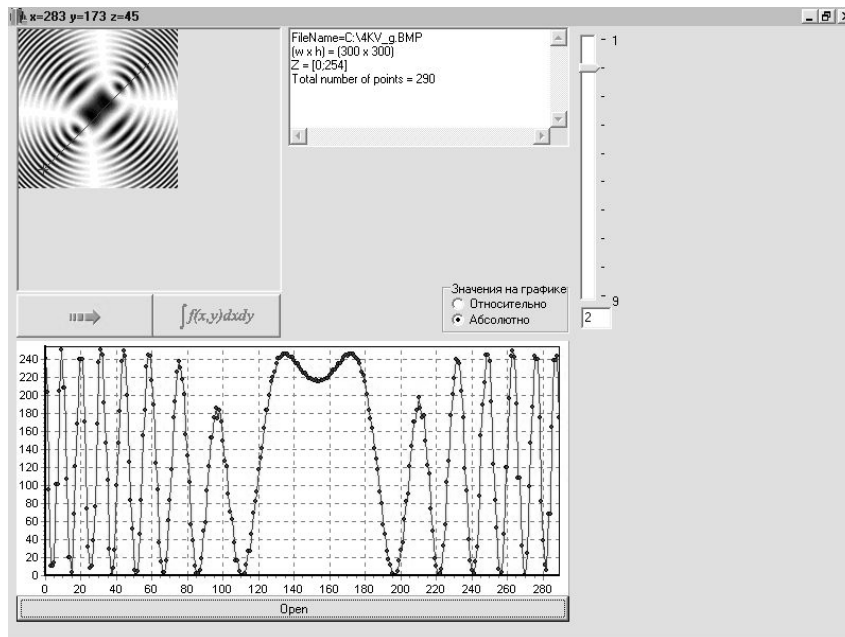 x=283 y=173 z=45
FileName=C:\4KV_g.BMP
(w x h) = (300 x 300)
Z = [0;254]
Total number of points = 290
1
9
2
Значения на графике
Относительно
Абсолютно
∫f(x,y)dxdy
240
220
200
180
160
140
120
100
80
60
40
20
0
0 20 40 60 80 100 120 140 160 180 200 220 240 260 280
Open